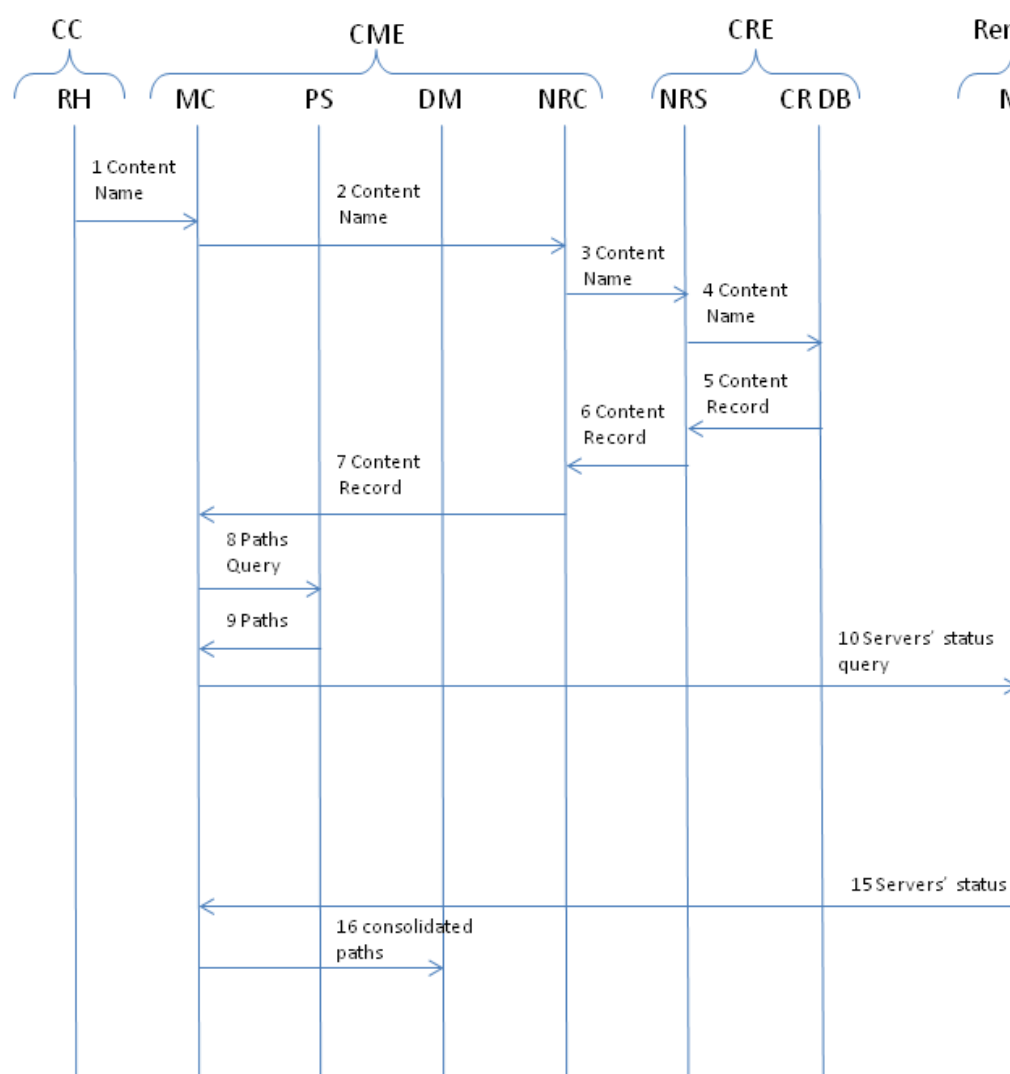 CC CME CRE
RH MC PS DM NRC NRS CR DB
1 Content
Name
2 Content
Name
3 Content
Name
4 Content
Name
5 Content
Record
6 Content
Record
7 Content
Record
8 Paths
Query
9 Paths
10 Servers´ status
query
15 Servers´ status
16 consolidated
paths